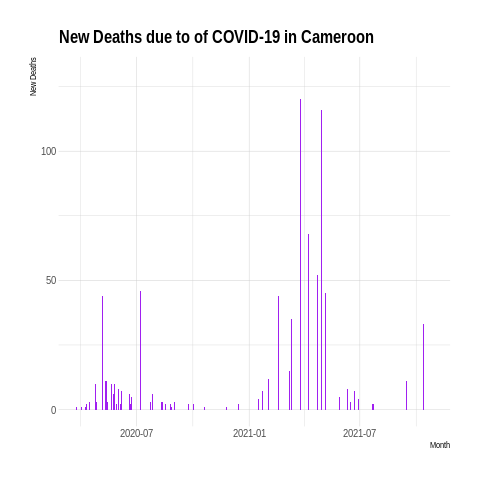 New Deaths due to of COVID-19 in Cameroon
New Deaths
100
50
0
2020-07 2021-01 2021-07
Month